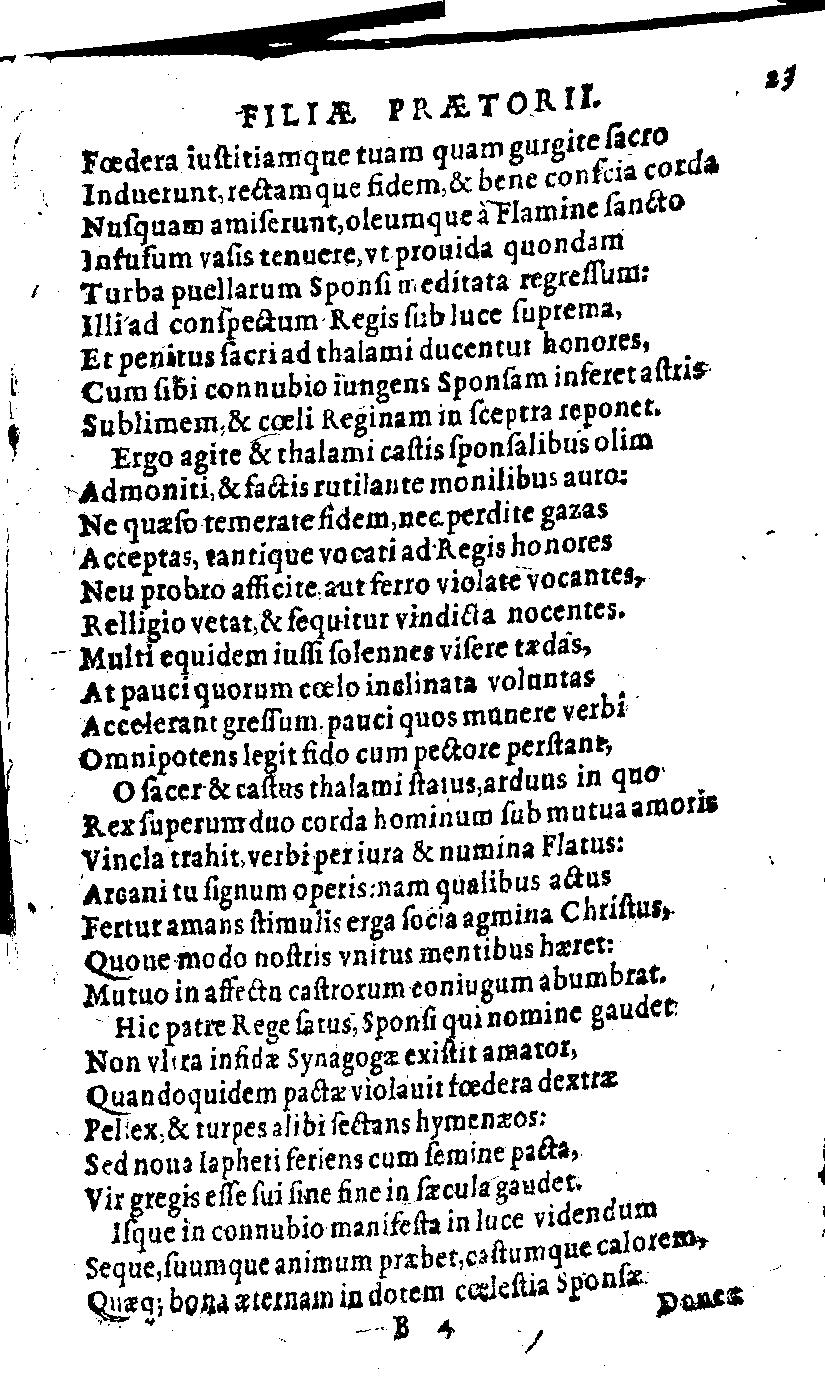 23
FILIÆ PRÆTORII.
Fœdera iuſtitiamque tuam quam gurgite ſacro
Induerunt, rectamque fidem, & bene conſcia corda
Nuſquam amiſerunt, oleumque à Flamine ſancto
Infuſum vaſis tenuere, vt prouida quondam
Turba puellarum Sponſi meditata regreſſum:
Illi ad conſpectum Regis ſub luce ſuprema,
Et penitus ſacri ad thalami ducentur honores,
Cum ſibi connubio iungens Sponſam inferet aſtris
Sublimem, & cœli Reginam in ſceptra reponet.
Ergo agite & thalami caſtis ſponſalibus olim
Admoniti, & factis rutilante monilibus auro:
Ne quæſo temerate fidem, nec perdite gazas
Acceptas, tantique vocati ad Regis honores
Neu probro afficite, aut ferro violate vocantes,
Relligio vetat, & ſequitur vindicta nocentes.
Multi equidem iuſſi ſolennes viſere tædas,
At pauci quorum cœlo inclinata voluntas
Accelerant greſſum. pauci quos munere verbi
Omnipotens legit fido cum pectore perſtant,
O ſacer & caſtus thalami ſtatus, arduus in quo
Rex ſuperum duo corda hominum ſub mutua amoris
Vincla trahit, verbi per iura & numina Flatus:
Arcani tu ſignum operis: nam qualibus actus
Fertur amans ſtimulis erga ſocia agmina Chriſtus,
Quoue modo noſtris vnitus mentibus hæret:
Mutuo in affectu caſtrorum coniugum abumbrat.
Hic patre Rege ſatus, Sponſi qui nomine gaudet:
Non vltra infidæ Synagogæ exiſtit amator,
Quandoquidem pactæ violauit fœdera dextræ
Pellex, & turpes alibi ſectans hymenæos:
Sed noua Iapheti feriens cum ſemine pacta,
Vir gregis eſſe ſui ſine fine in ſæcula gaudet.
Iſque in connubio manifeſta in luce videndum
Seque, ſuumque animum præbet, caſtumque calorem,
Quæq; bona æternam in dotem cœleſtia Sponſæ
Donec
B 4